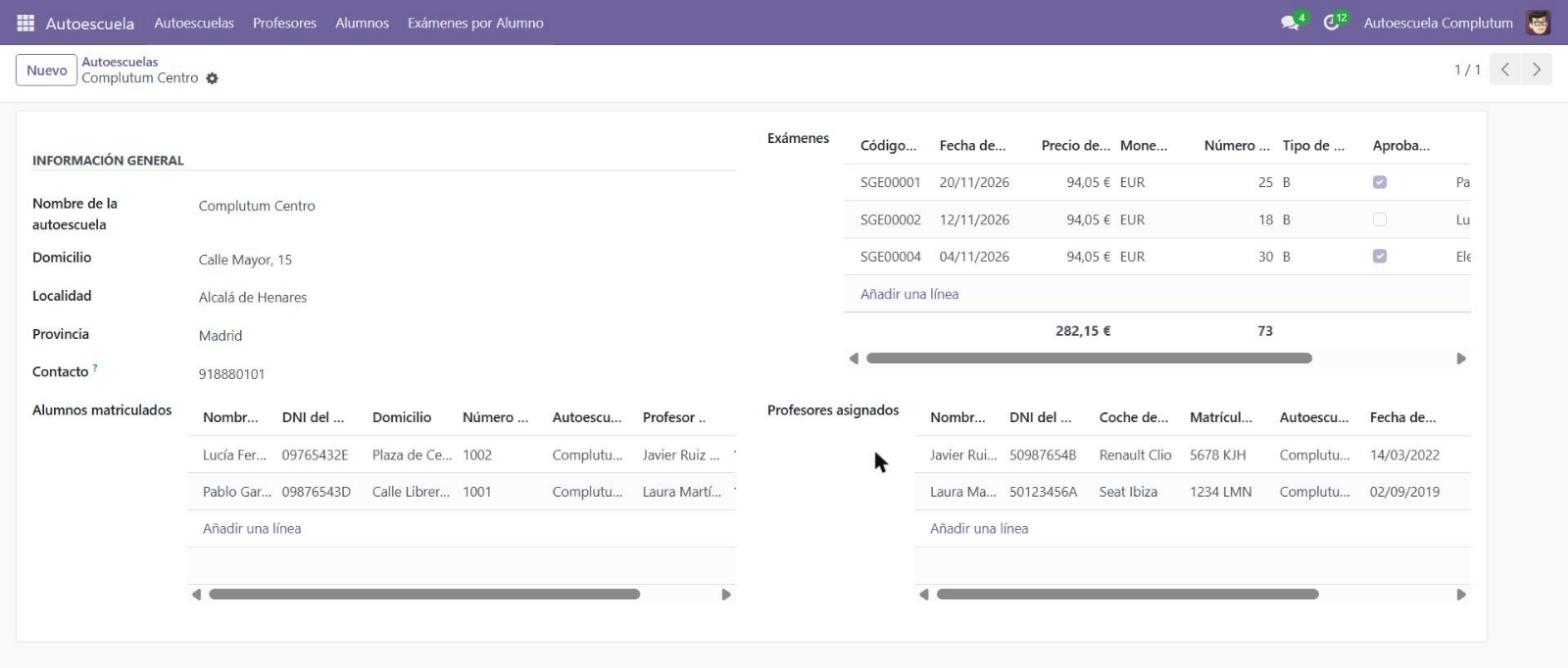 Autoescuela Autoescuelas Profesores Alumnos Exámenes por Alumno 4 12 Autoescuela Complutum
Nuevo Autoescuelas
Complutum Centro
1 / 1
INFORMACIÓN GENERAL
Nombre de la autoescuela Complutum Centro
Domicilio Calle Mayor, 15
Localidad Alcalá de Henares
Provincia Madrid
Contacto ? 918880101
Exámenes
Código... Fecha de... Precio de... Mone... Número ... Tipo de ... Aproba...
SGE00001 20/11/2026 94,05 € EUR 25 B Pa
SGE00002 12/11/2026 94,05 € EUR 18 B Lu
SGE00004 04/11/2026 94,05 € EUR 30 B Ele
Añadir una línea
282,15 € 73
Alumnos matriculados
Nombr... DNI del ... Domicilio Número ... Autoescu... Profesor ..
Lucía Fer... 09765432E Plaza de Ce... 1002 Complutu... Javier Ruiz ...
Pablo Gar... 09876543D Calle Librer... 1001 Complutu... Laura Martí...
Añadir una línea
Profesores asignados
Nombr... DNI del ... Coche de... Matrícul... Autoescu... Fecha de...
Javier Rui... 50987654B Renault Clio 5678 KJH Complutu... 14/03/2022
Laura Ma... 50123456A Seat Ibiza 1234 LMN Complutu... 02/09/2019
Añadir una línea